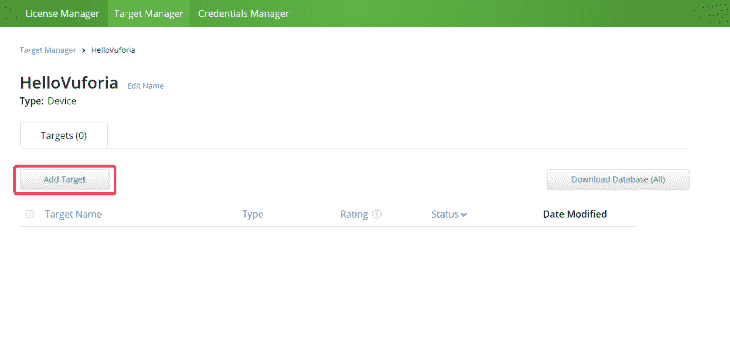 License Manager Target Manager Credentials Manager
Target Manager > HelloVuforia
HelloVuforia Edit Name
Type: Device
Targets (0)
Add Target Download Database (All)
Target Name Type Rating Status Date Modified